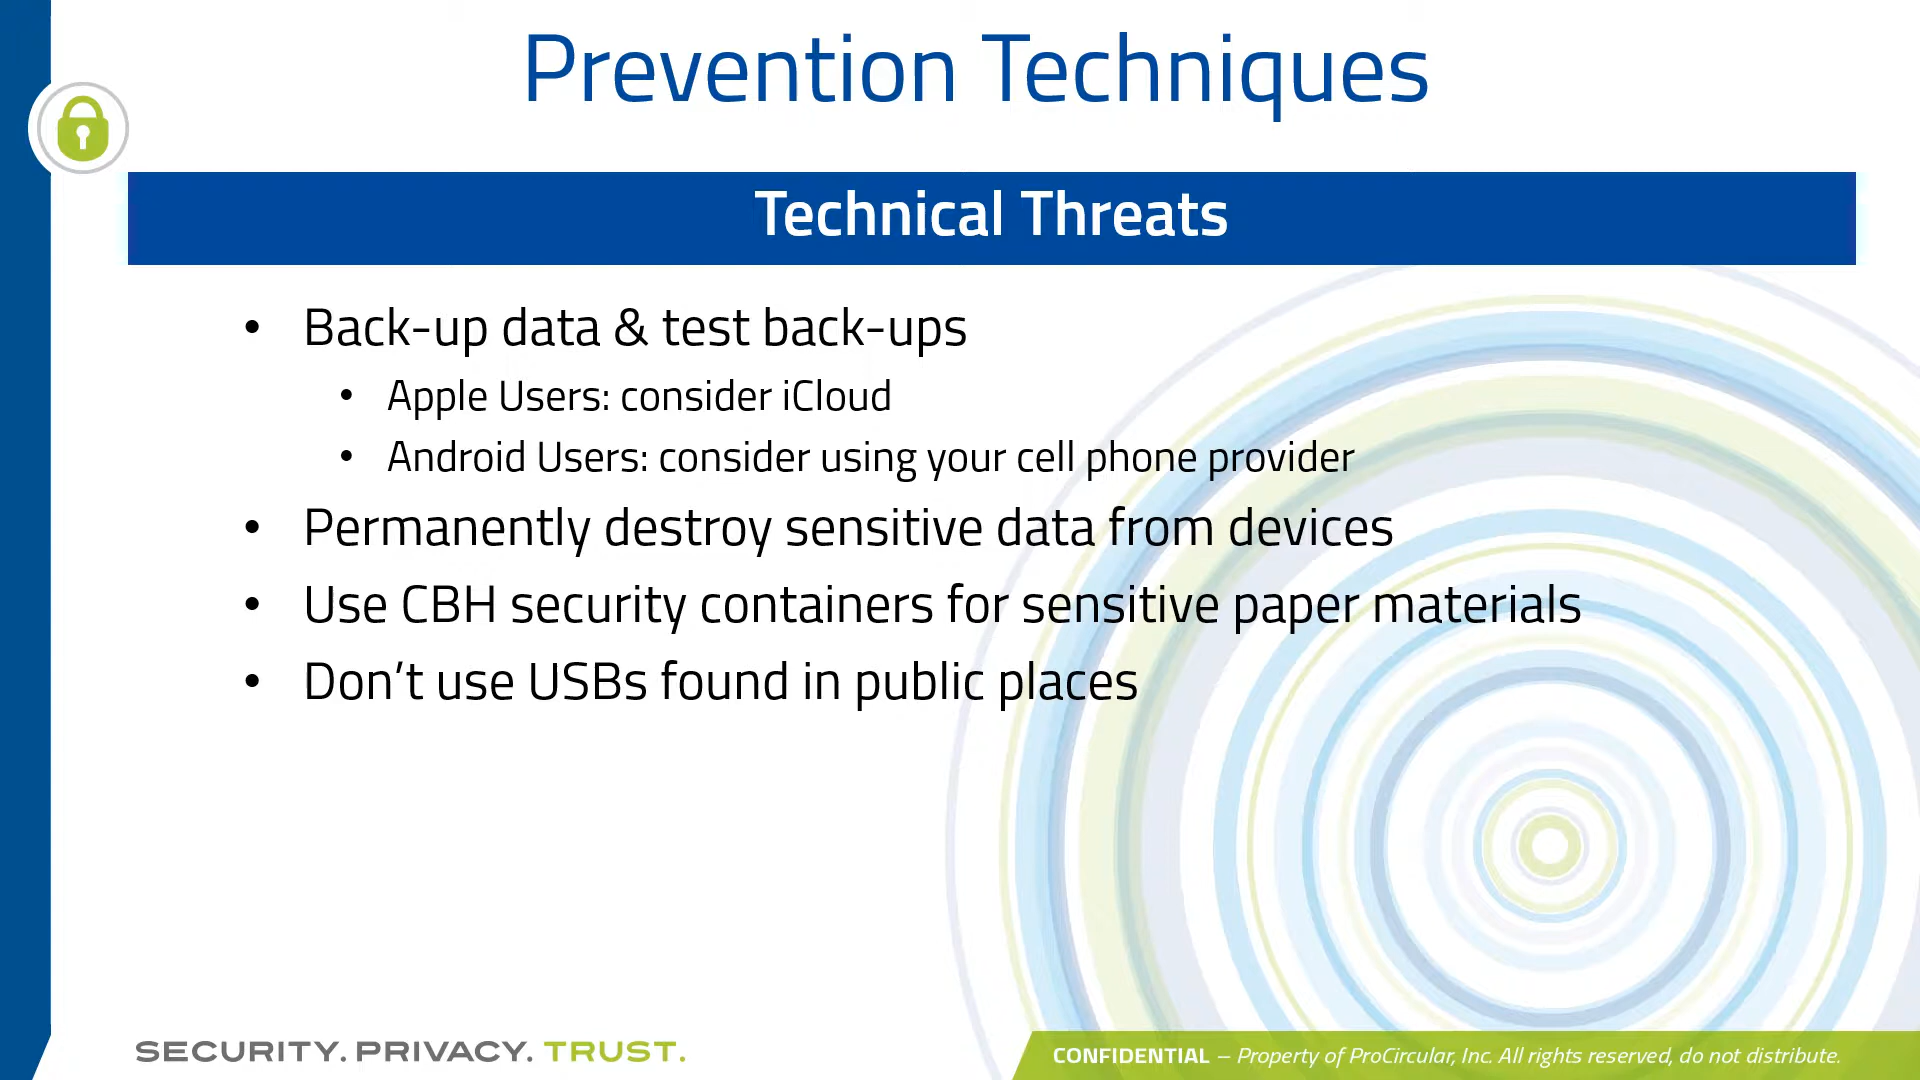 Prevention Techniques
Technical Threats
• Back-up data & test back-ups
• Apple Users: consider iCloud
• Android Users: consider using your cell phone provider
• Permanently destroy sensitive data from devices
• Use CBH security containers for sensitive paper materials
• Don’t use USBs found in public places
SECURITY. PRIVACY. TRUST.
CONFIDENTIAL – Property of ProCircular, Inc. All rights reserved, do not distribute.